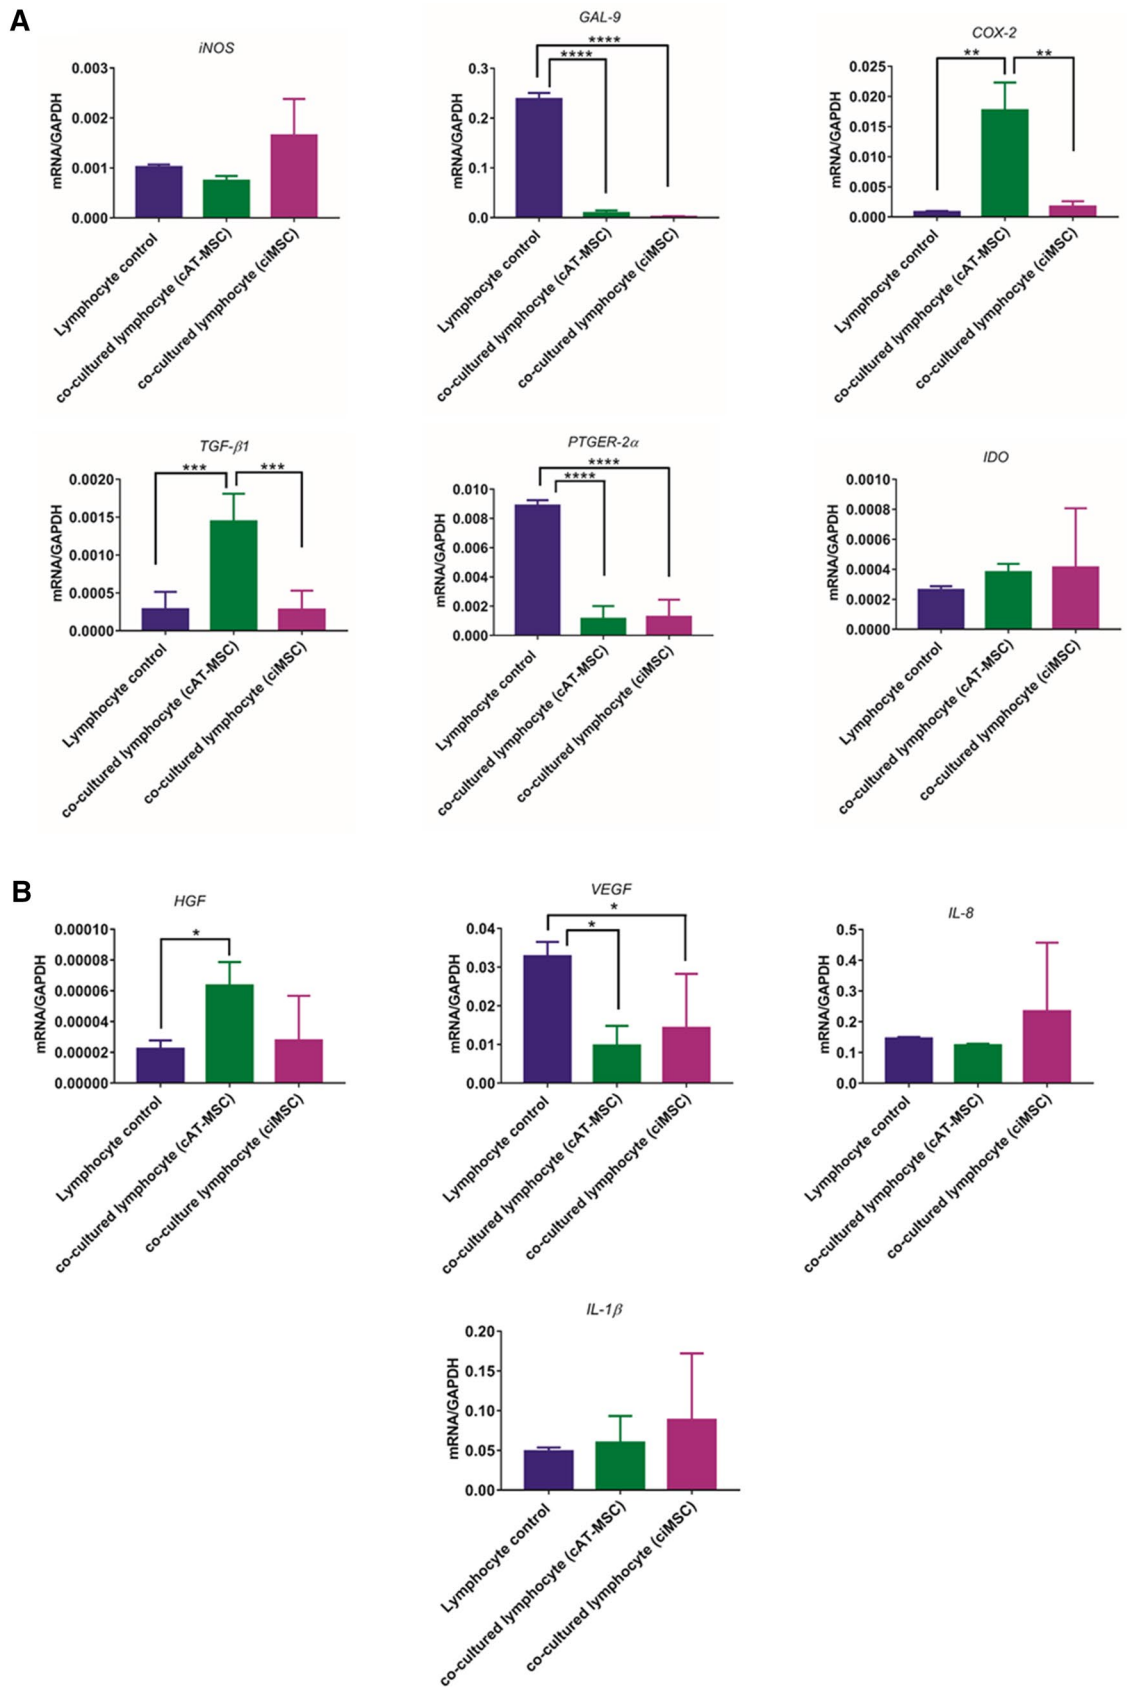 A
iNOS
mRNA/GAPDH
0.003
0.002
0.001
0.000
Lymphocyte control
co-cultured lymphocyte (cAT-MSC)
co-cultured lymphocyte (ciMSC)
GAL-9
****
****
mRNA/GAPDH
0.3
0.2
0.1
0.0
Lymphocyte control
co-cultured lymphocyte (cAT-MSC)
co-cultured lymphocyte (ciMSC)
COX-2
** **
mRNA/GAPDH
0.025
0.020
0.015
0.010
0.005
0.000
Lymphocyte control
co-cultured lymphocyte (cAT-MSC)
co-cultured lymphocyte (ciMSC)
TGF-β1
*** ***
mRNA/GAPDH
0.0020
0.0015
0.0010
0.0005
0.0000
Lymphocyte control
co-cultured lymphocyte (cAT-MSC)
co-cultured lymphocyte (ciMSC)
PTGER-2α
****
****
mRNA/GAPDH
0.010
0.008
0.006
0.004
0.002
0.000
Lymphocyte control
co-cultured lymphocyte (cAT-MSC)
co-cultured lymphocyte (ciMSC)
IDO
mRNA/GAPDH
0.0010
0.0008
0.0006
0.0004
0.0002
0.0000
Lymphocyte control
co-cultured lymphocyte (cAT-MSC)
co-cultured lymphocyte (ciMSC)
B
HGF
*
mRNA/GAPDH
0.00010
0.00008
0.00006
0.00004
0.00002
0.00000
Lymphocyte control
co-cultured lymphocyte (cAT-MSC)
co-culture lymphocyte (ciMSC)
VEGF
*
*
mRNA/GAPDH
0.04
0.03
0.02
0.01
0.00
Lymphocyte control
co-cultured lymphocyte (cAT-MSC)
co-cultured lymphocyte (ciMSC)
IL-8
mRNA/GAPDH
0.5
0.4
0.3
0.2
0.1
0.0
Lymphocyte control
co-cultured lymphocyte (cAT-MSC)
co-cultured lymphocyte (ciMSC)
IL-1β
mRNA/GAPDH
0.20
0.15
0.10
0.05
0.00
Lymphocyte control
co-cultured lymphocyte (cAT-MSC)
co-cultured lymphocyte (ciMSC)